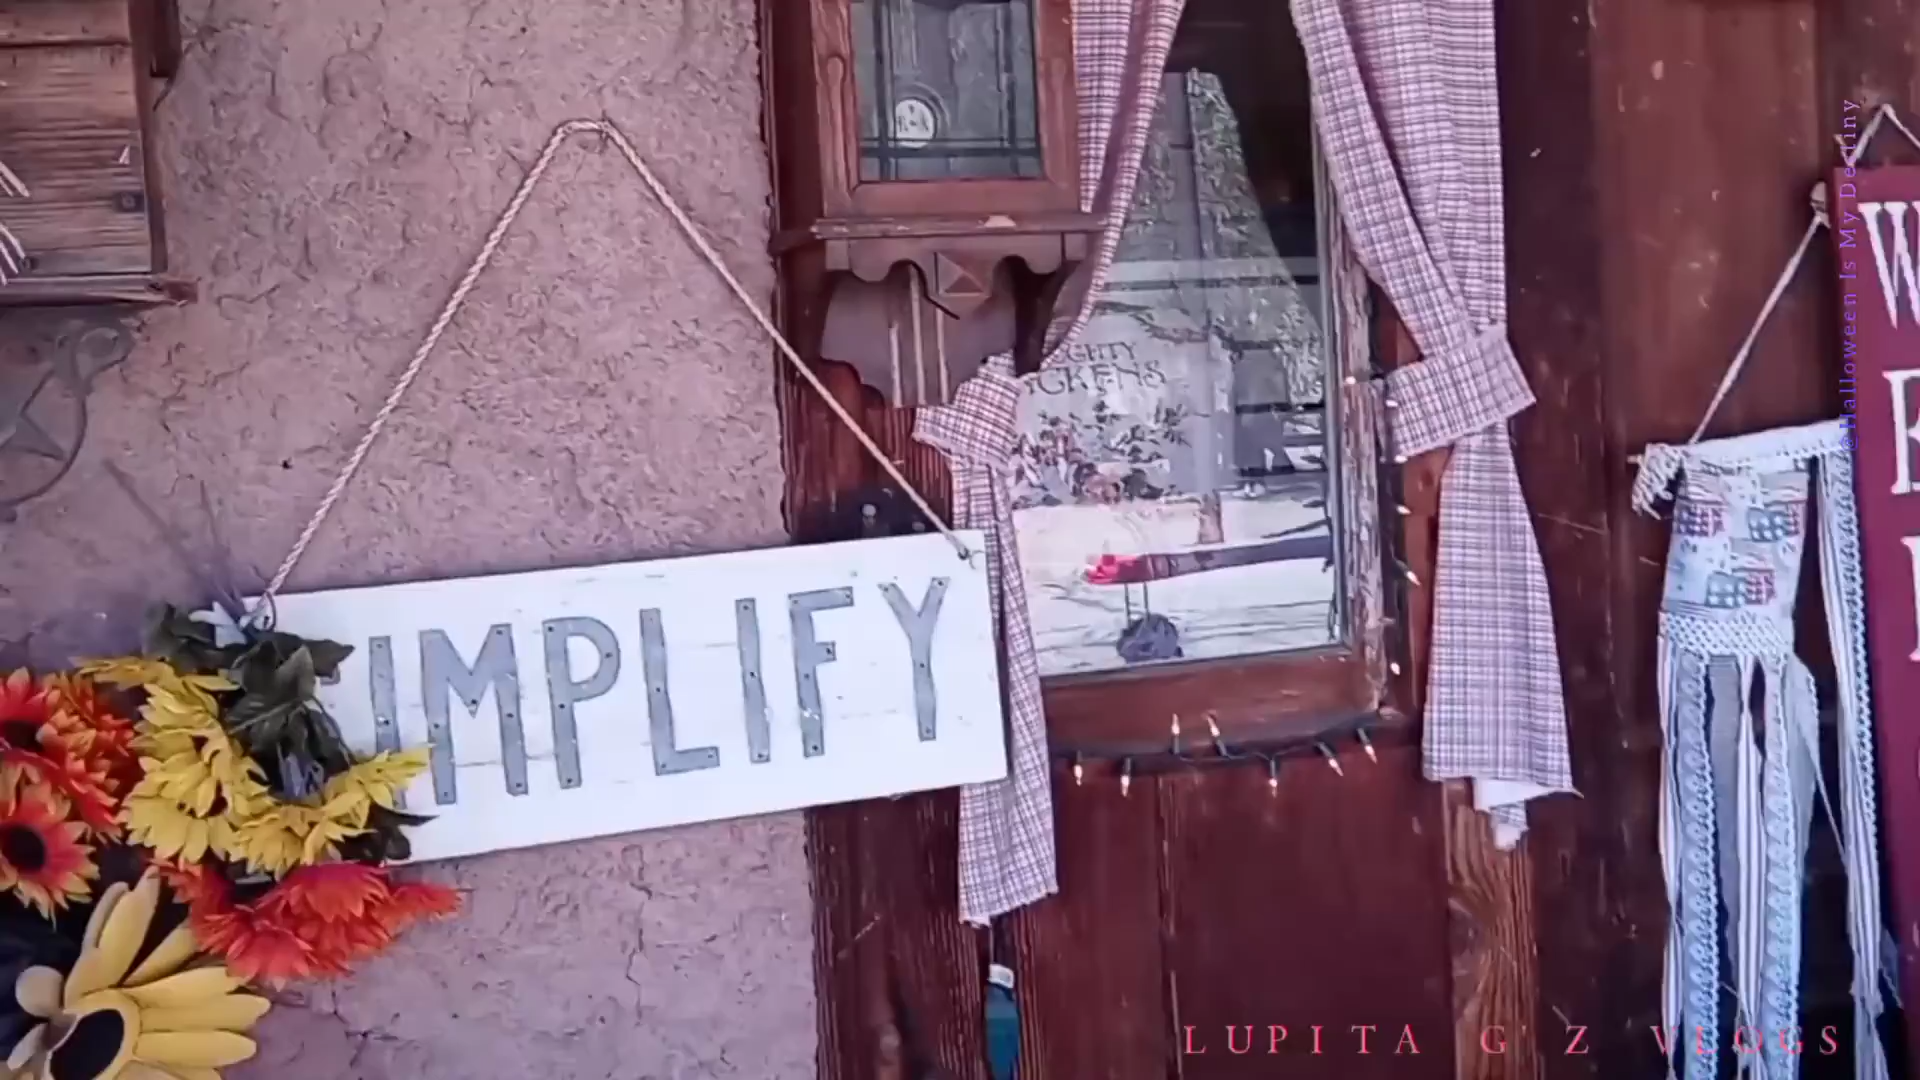 IMPLIFY
@Halloween Is My Destiny
W
E
LUPITA G Z VLOGS